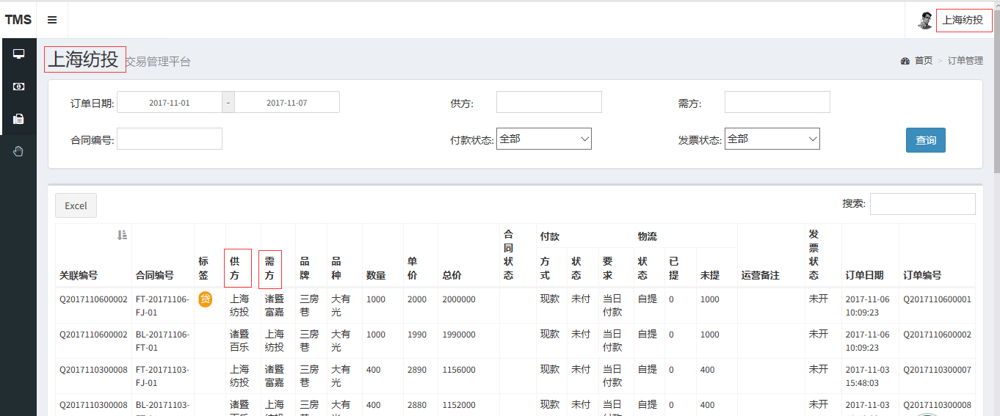 TMS
上海纺投
上海纺投 交易管理平台
首页 > 订单管理
订单日期: 2017-11-01 - 2017-11-07 供方: 需方:
合同编号: 付款状态: 全部 发票状态: 全部 查询
Excel 搜索:
关联编号 合同编号 标签 供方 需方 品牌 品种 数量 单价 总价 合同状态 付款 方式 状态 要求 物流 状态 已提 未提 运营备注 发票状态 订单日期 订单编号
Q2017110600002 FT-20171106-FJ-01 贷 上海纺投 诸暨富嘉 三房巷 大有光 1000 2000 2000000 现款 未付 当日付款 自提 0 1000 未开 2017-11-06 10:09:23 Q2017110600001
Q2017110600002 BL-20171106-FT-01 诸暨百乐 上海纺投 三房巷 大有光 1000 1990 1990000 现款 未付 当日付款 自提 0 1000 未开 2017-11-06 10:09:23 Q2017110600002
Q2017110300008 FT-20171103-FJ-01 上海纺投 诸暨富嘉 三房巷 大有光 400 2890 1156000 现款 未付 当日付款 自提 0 400 未开 2017-11-03 15:48:03 Q2017110300007
Q2017110300008 BL-20171103- 诸暨 上海 三房 大有 400 2880 1152000 现款 未付 当日 自提 0 400 未开 2017-11-03 Q2017110300008